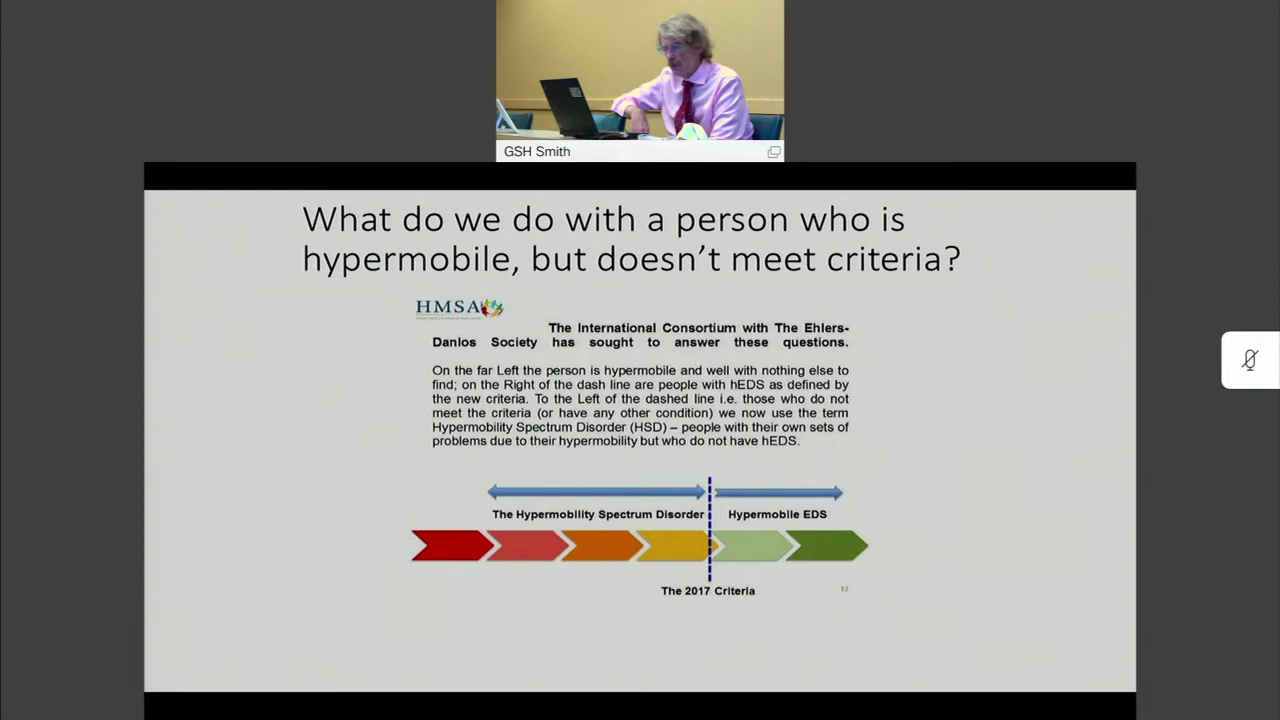 GSH Smith
What do we do with a person who is
hypermobile, but doesn't meet criteria?
HMSA
The International Consortium with The Ehlers-
Danlos Society has sought to answer these questions.
On the far Left the person is hypermobile and well with nothing else to
find; on the Right of the dash line are people with hEDS as defined by
the new criteria. To the Left of the dashed line i.e. those who do not
meet the criteria (or have any other condition) we now use the term
Hypermobility Spectrum Disorder (HSD) – people with their own sets of
problems due to their hypermobility but who do not have hEDS.
The Hypermobility Spectrum Disorder
Hypermobile EDS
The 2017 Criteria
12